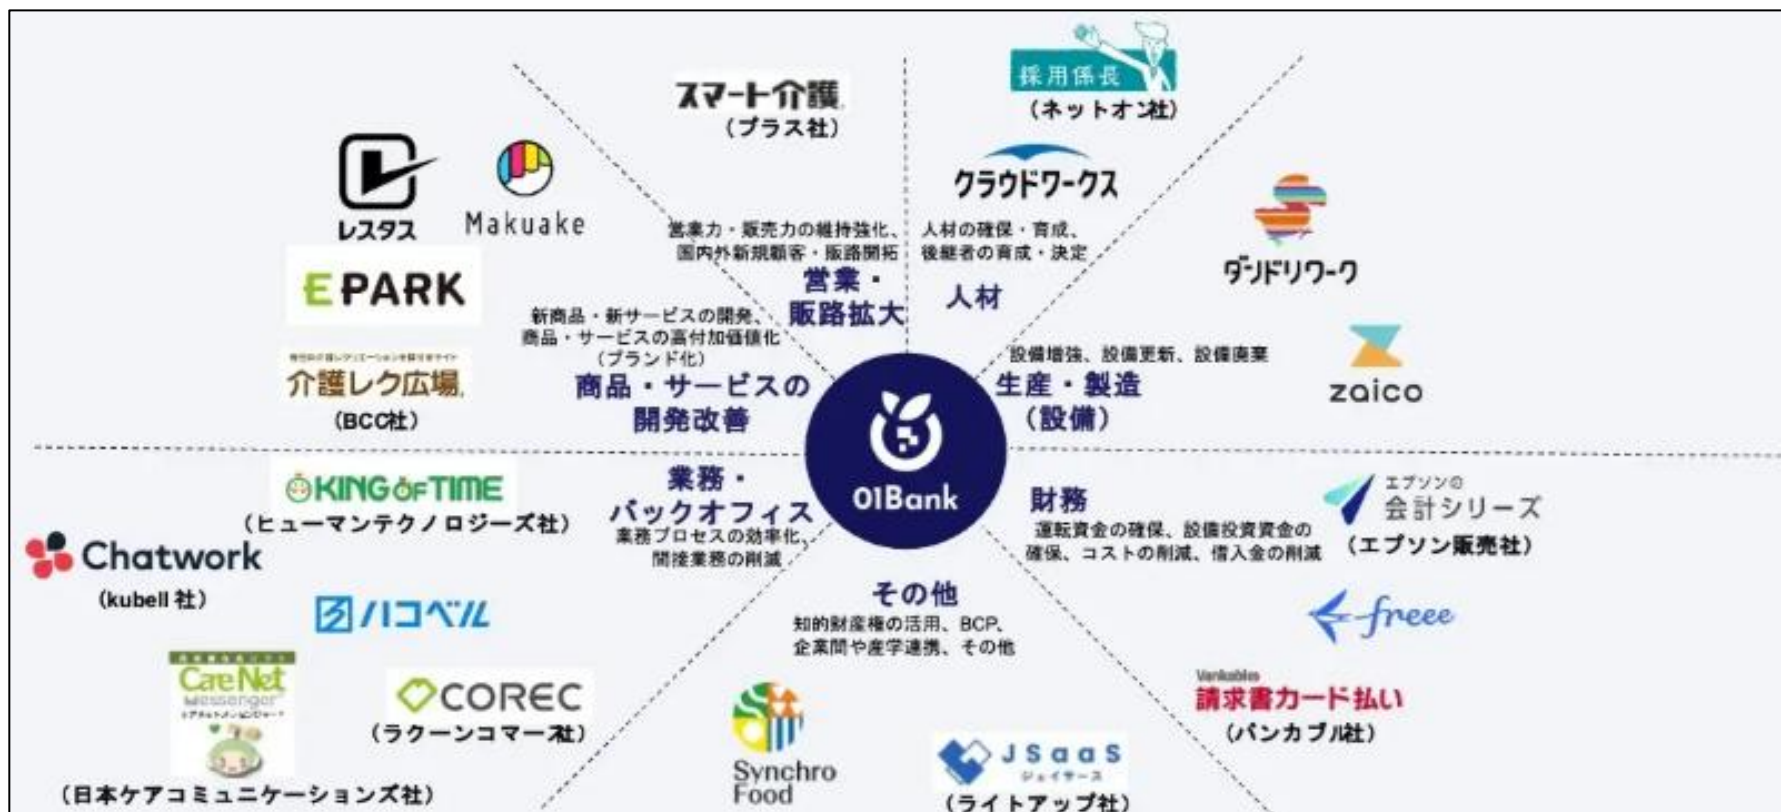 スマート介護
(プラス社)
採用係長
(ネットオン社)
クラウドワークス
レスタス
Makuake
営業力・販売力の維持強化、
国内外新規顧客・販路開拓
営業・
販路拡大
人材の確保・育成、
後継者の育成・決定
人材
ダンドリワーク
EPARK
新商品・新サービスの開発、
商品・サービスの高付加価値化
(ブランド化)
商品・サービスの
開発改善
介護レク広場
(BCC社)
設備増強、設備更新、設備廃棄
生産・製造
(設備)
zaico
01Bank
KING OF TIME
(ヒューマンテクノロジーズ社)
業務・
バックオフィス
業務プロセスの効率化、
間接業務の削減
財務
運転資金の確保、設備投資資金の
確保、コストの削減、借入金の削減
エプソンの
会計シリーズ
(エプソン販売社)
Chatwork
(kubell 社)
ハコベル
その他
知的財産権の活用、BCP、
企業間や産学連携、その他
freee
CareNet
Messenger
(日本ケアコミュニケーションズ社)
COREC
(ラクーンコマース社)
Synchro
Food
JSaaS
ジェイサース
(ライトアップ社)
Vankables
請求書カード払い
(バンカブル社)